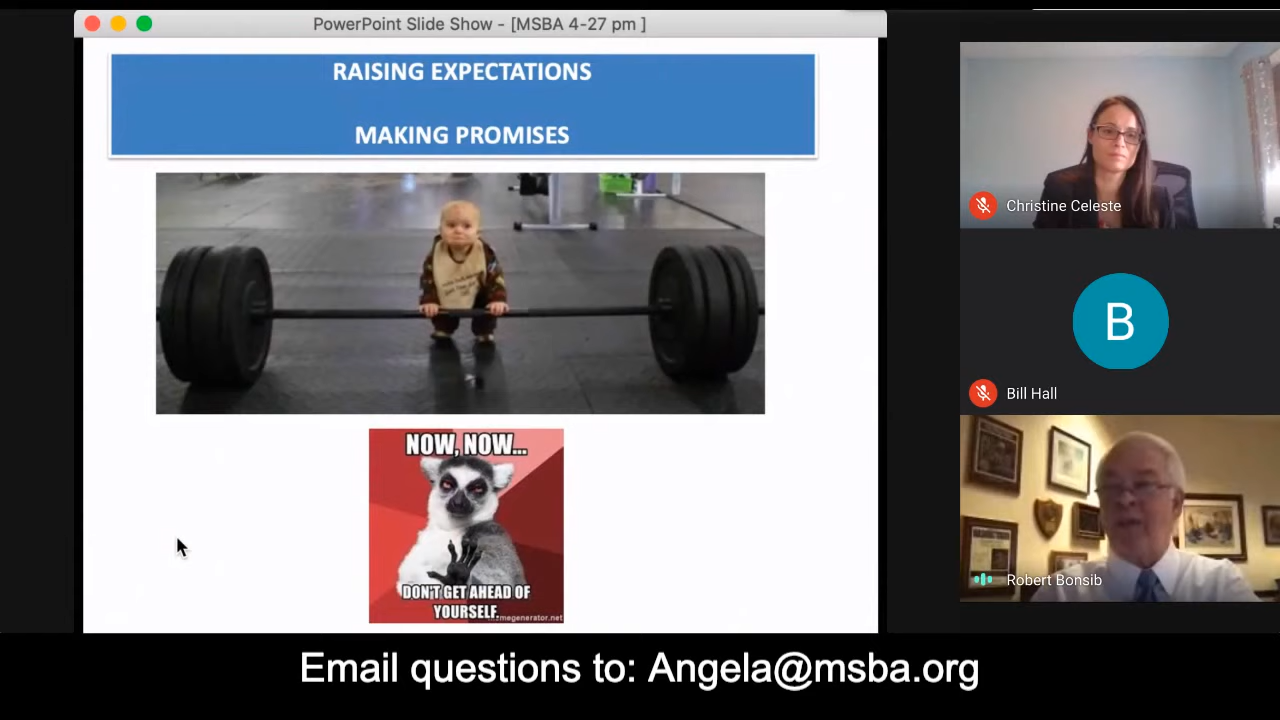 PowerPoint Slide Show - [MSBA 4-27 pm ]
RAISING EXPECTATIONS
MAKING PROMISES
NOW, NOW...
DON'T GET AHEAD OF
YOURSELF.
memegenerator.net
Christine Celeste
B
Bill Hall
Robert Bonsib
Email questions to: Angela@msba.org